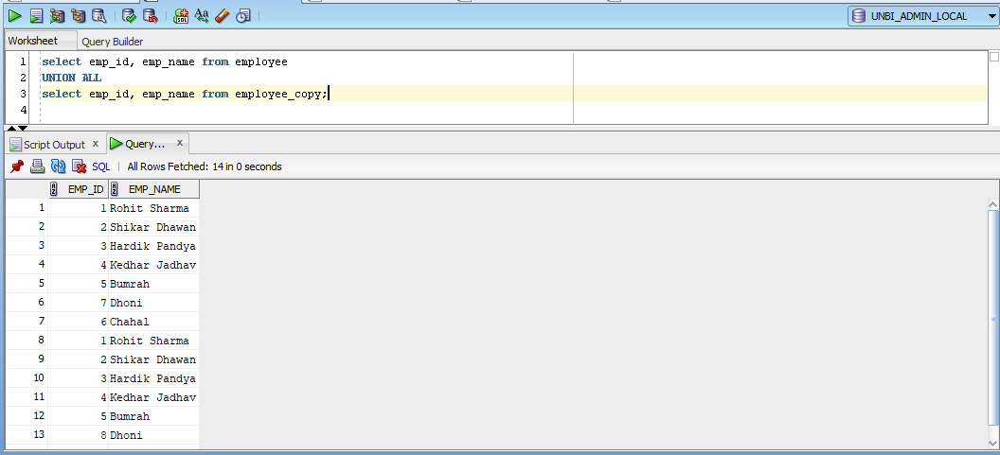 UNBI_ADMIN_LOCAL
Worksheet Query Builder
1 select emp_id, emp_name from employee
2 UNION ALL
3 select emp_id, emp_name from employee_copy;
4
Script Output x Query... x
SQL All Rows Fetched: 14 in 0 seconds
EMP_ID EMP_NAME
1 1 Rohit Sharma
2 2 Shikar Dhawan
3 3 Hardik Pandya
4 4 Kedhar Jadhav
5 5 Bumrah
6 7 Dhoni
7 6 Chahal
8 1 Rohit Sharma
9 2 Shikar Dhawan
10 3 Hardik Pandya
11 4 Kedhar Jadhav
12 5 Bumrah
13 8 Dhoni